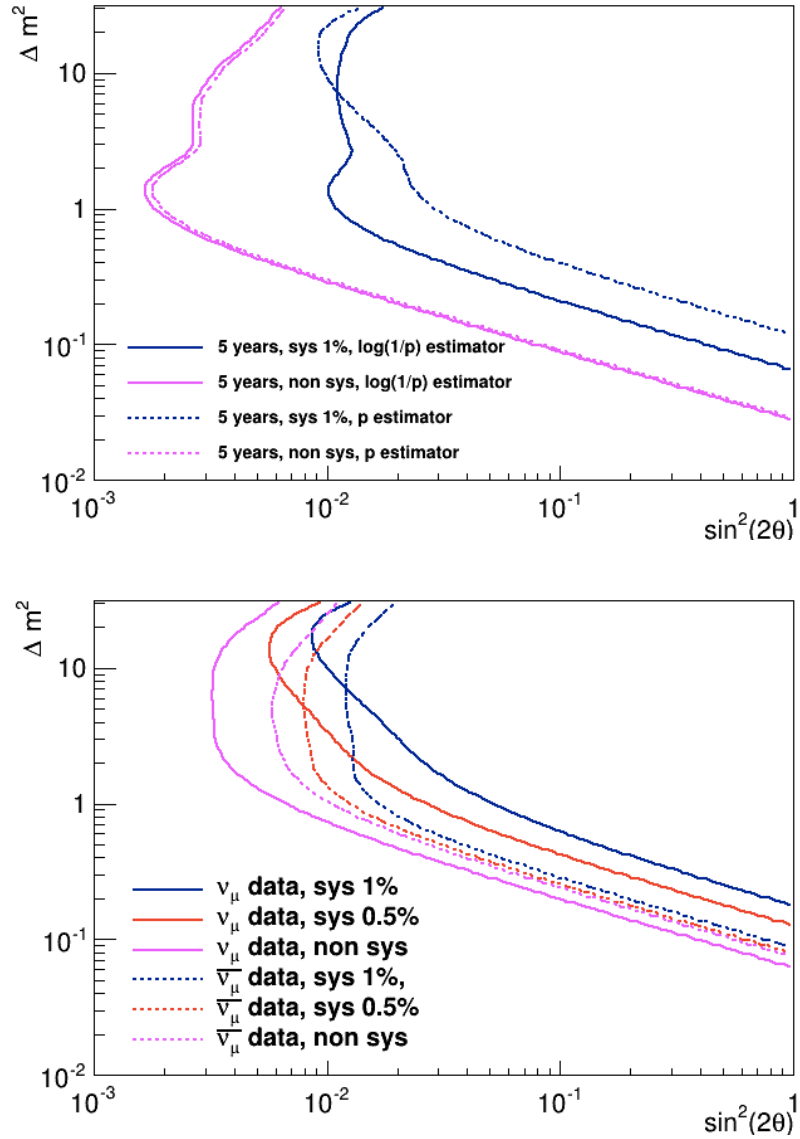 Δ m²
10
1
10⁻¹
10⁻²
5 years, sys 1%, log(1/p) estimator
5 years, non sys, log(1/p) estimator
5 years, sys 1%, p estimator
5 years, non sys, p estimator
10⁻³
10⁻²
10⁻¹
1
sin²(2θ)
Δ m²
10
1
10⁻¹
10⁻²
ν_μ data, sys 1%
ν_μ data, sys 0.5%
ν_μ data, non sys
ν̅_μ data, sys 1%,
ν̅_μ data, sys 0.5%
ν̅_μ data, non sys
10⁻³
10⁻²
10⁻¹
1
sin²(2θ)